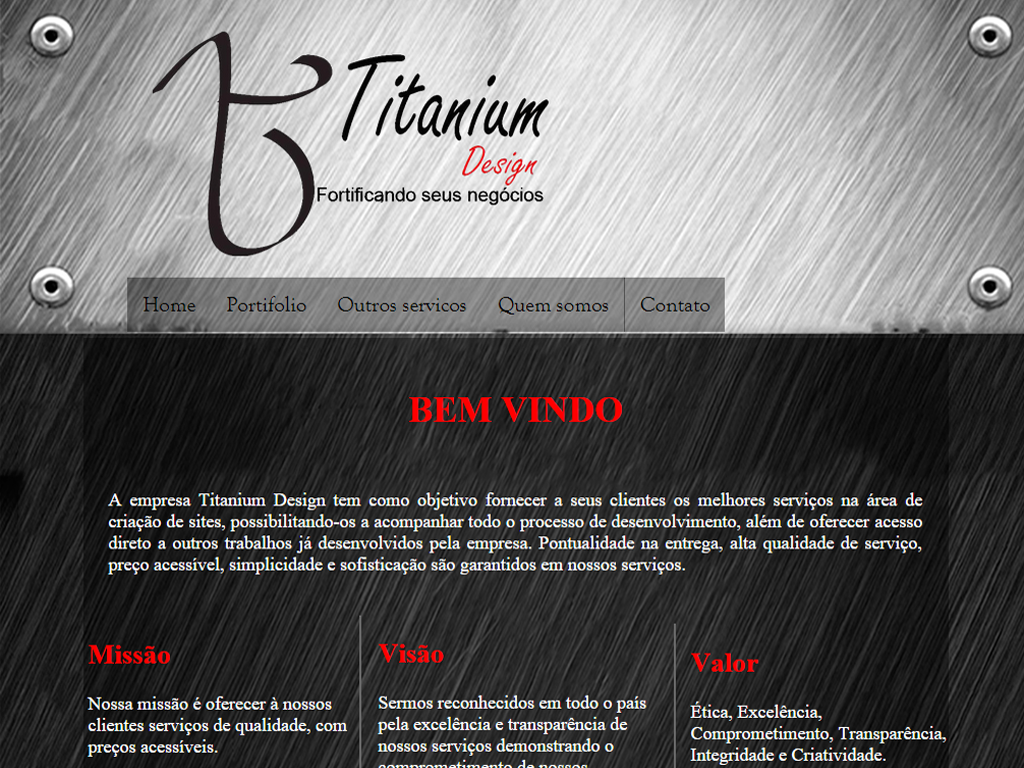 Titanium
Design
Fortificando seus negócios
Home Portifolio Outros servicos Quem somos Contato
BEM VINDO
A empresa Titanium Design tem como objetivo fornecer a seus clientes os melhores serviços na área de
criação de sites, possibilitando-os a acompanhar todo o processo de desenvolvimento, além de oferecer acesso
direto a outros trabalhos já desenvolvidos pela empresa. Pontualidade na entrega, alta qualidade de serviço,
preço acessível, simplicidade e sofisticação são garantidos em nossos serviços.
Missão
Nossa missão é oferecer à nossos
clientes serviços de qualidade, com
preços acessíveis.
Visão
Sermos reconhecidos em todo o país
pela excelência e transparência de
nossos serviços demonstrando o
comprometimento de nossos
Valor
Ética, Excelência,
Comprometimento, Transparência,
Integridade e Criatividade.